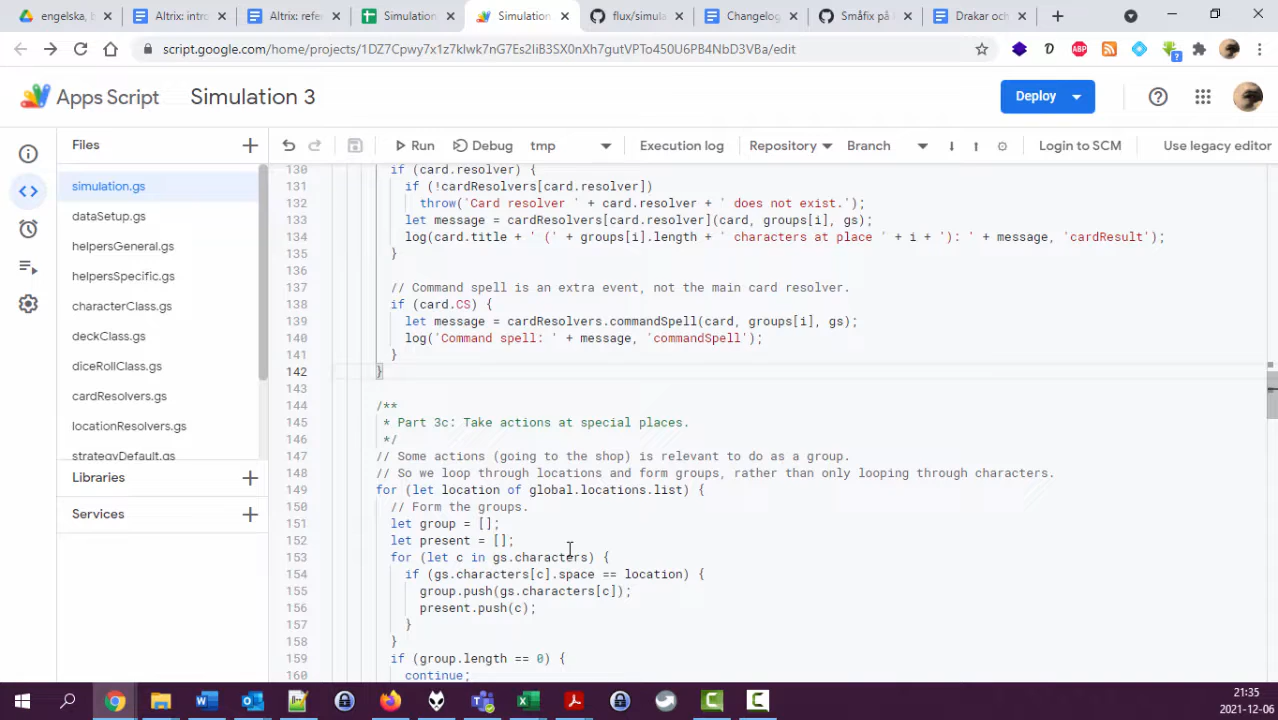 engelska,
Altrix: intro
Altrix: refe
Simulation
Simulation
flux/simula
Changelog
Småfix på
Drakar och
script.google.com/home/projects/1DZ7Cpwy7x1z7klwk7nG7Es2liB3SX0nXh7gutVPTo450U6PB4NbD3VBa/edit
Apps Script
Simulation 3
Deploy
Files
Run
Debug
tmp
Execution log
Repository
Branch
Login to SCM
Use legacy editor
simulation.gs
dataSetup.gs
helpersGeneral.gs
helpersSpecific.gs
characterClass.gs
deckClass.gs
diceRollClass.gs
cardResolvers.gs
locationResolvers.gs
strategyDefault.gs
Libraries
Services
130 if (card.resolver) {
131 if (!cardResolvers[card.resolver])
132 throw('Card resolver ' + card.resolver + ' does not exist.');
133 let message = cardResolvers[card.resolver](card, groups[i], gs);
134 log(card.title + ' (' + groups[i].length + ' characters at place ' + i + '): ' + message, 'cardResult');
135 }
136
137 // Command spell is an extra event, not the main card resolver.
138 if (card.CS) {
139 let message = cardResolvers.commandSpell(card, groups[i], gs);
140 log('Command spell: ' + message, 'commandSpell');
141 }
142 }
143
144 /**
145 * Part 3c: Take actions at special places.
146 */
147 // Some actions (going to the shop) is relevant to do as a group.
148 // So we loop through locations and form groups, rather than only looping through characters.
149 for (let location of global.locations.list) {
150 // Form the groups.
151 let group = [];
152 let present = [];
153 for (let c in gs.characters) {
154 if (gs.characters[c].space == location) {
155 group.push(gs.characters[c]);
156 present.push(c);
157 }
158 }
159 if (group.length == 0) {
160 continue;
21:35
2021-12-06